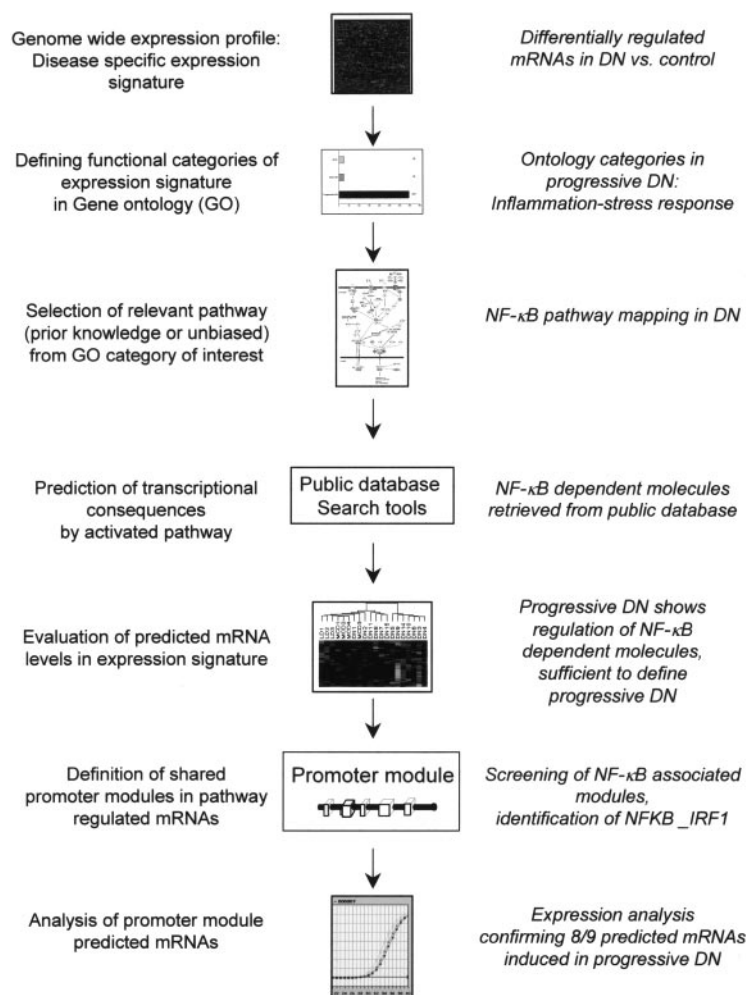 Genome wide expression profile:
Disease specific expression
signature
Differentially regulated
mRNAs in DN vs. control
Defining functional categories of
expression signature
in Gene ontology (GO)
Ontology categories in
progressive DN:
Inflammation-stress response
Selection of relevant pathway
(prior knowledge or unbiased)
from GO category of interest
NF-κB pathway mapping in DN
Prediction of transcriptional
consequences
by activated pathway
Public database
Search tools
NF-κB dependent molecules
retrieved from public database
Evaluation of predicted mRNA
levels in expression signature
Progressive DN shows
regulation of NF-κB
dependent molecules,
sufficient to define
progressive DN
Definition of shared
promoter modules in pathway
regulated mRNAs
Promoter module
Screening of NF-κB associated
modules,
identification of NFKB _IRF1
Analysis of promoter module
predicted mRNAs
Expression analysis
confirming 8/9 predicted mRNAs
induced in progressive DN